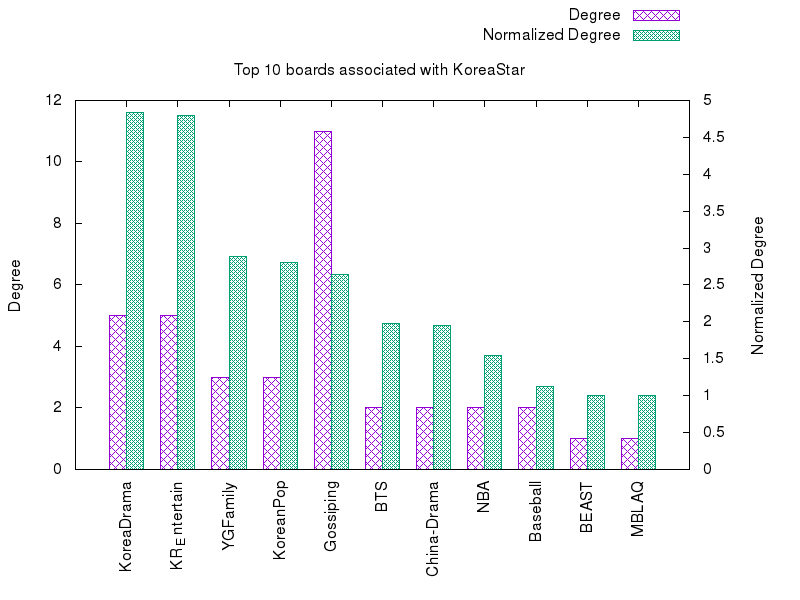 Degree
Normalized Degree
Top 10 boards associated with KoreaStar
12
10
8
6
4
2
0
5
4.5
4
3.5
3
2.5
2
1.5
1
0.5
0
Degree
Normalized Degree
KoreaDrama
KREntertain
YGFamily
KoreanPop
Gossiping
BTS
China-Drama
NBA
Baseball
BEAST
MBLAQ